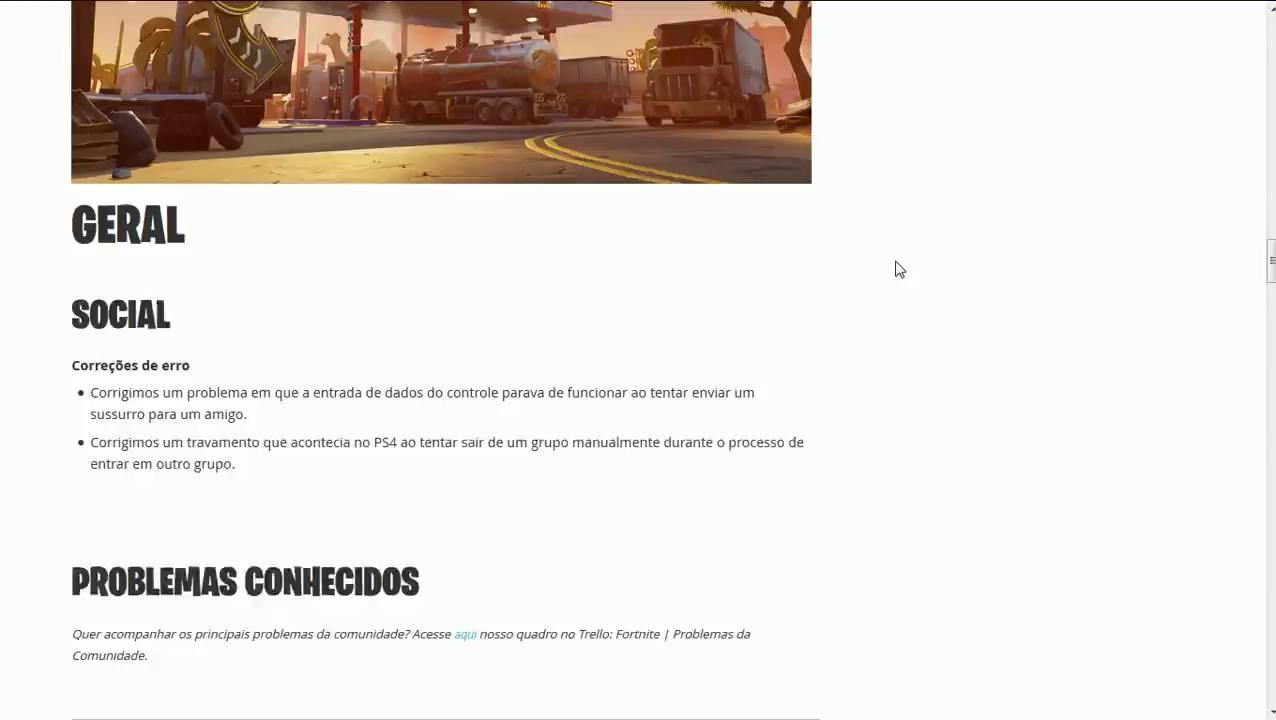 GERAL
SOCIAL
Correções de erro
• Corrigimos um problema em que a entrada de dados do controle parava de funcionar ao tentar enviar um
sussurro para um amigo.
• Corrigimos um travamento que acontecia no PS4 ao tentar sair de um grupo manualmente durante o processo de
entrar em outro grupo.
PROBLEMAS CONHECIDOS
Quer acompanhar os principais problemas da comunidade? Acesse aqui nosso quadro no Trello: Fortnite | Problemas da
Comunidade.